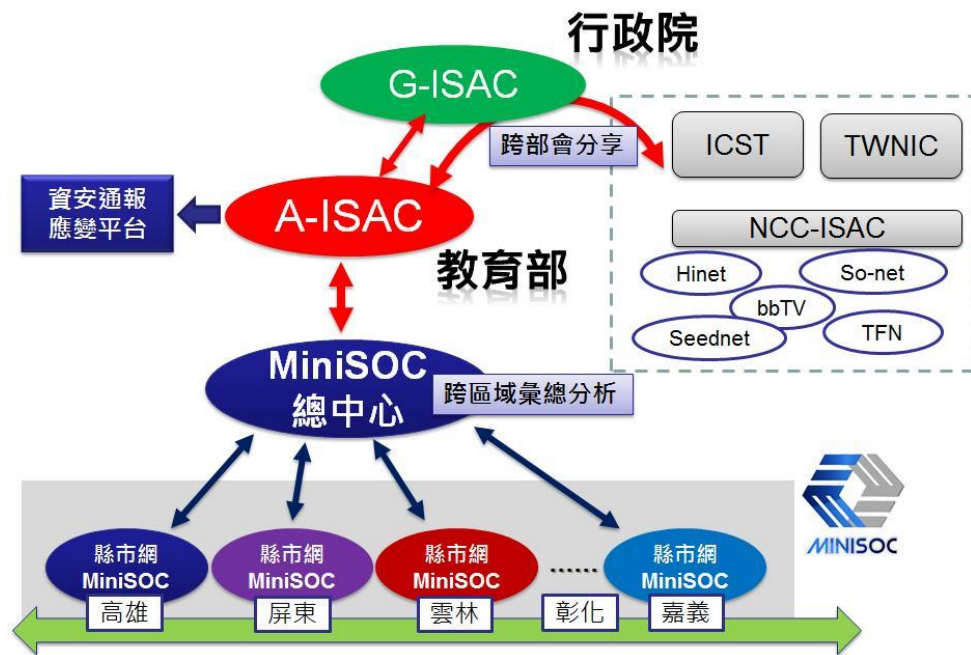 行政院
G-ISAC
跨部會分享
ICST
TWNIC
資安通報
應變平台
A-ISAC
教育部
NCC-ISAC
Hinet
So-net
bbTV
Seednet
TFN
MiniSOC
總中心
跨區域彙總分析
MINISOC
縣市網
MiniSOC
高雄
縣市網
MiniSOC
屏東
縣市網
MiniSOC
雲林
......
彰化
縣市網
MiniSOC
嘉義